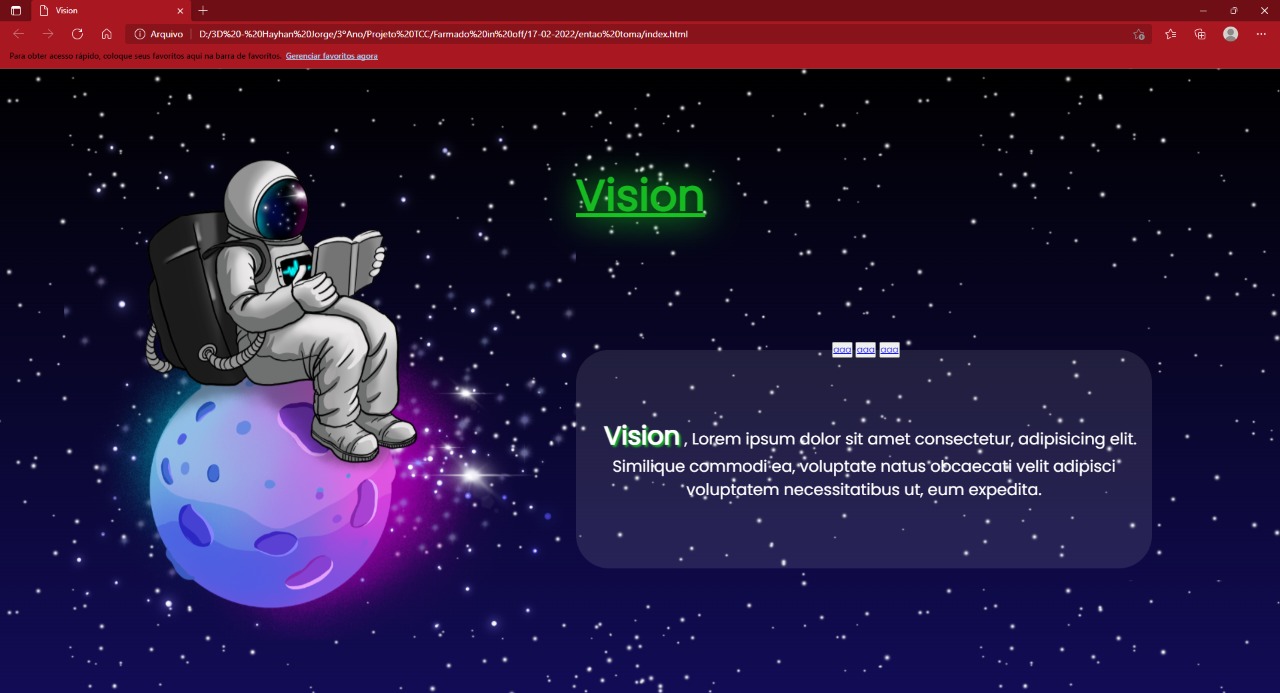 Vision
Arquivo D:/3D%20-%20Hayhan%20Jorge/3ºAno/Projeto%20TCC/Farmado%20in%20off/17-02-2022/entao%20toma/index.html
Para obter acesso rápido, coloque seus favoritos aqui na barra de favoritos. Gerenciar favoritos agora
Vision
aaa aaa aaa
Vision , Lorem ipsum dolor sit amet consectetur, adipisicing elit.
Similique commodi ea, voluptate natus obcaecati velit adipisci
voluptatem necessitatibus ut, eum expedita.